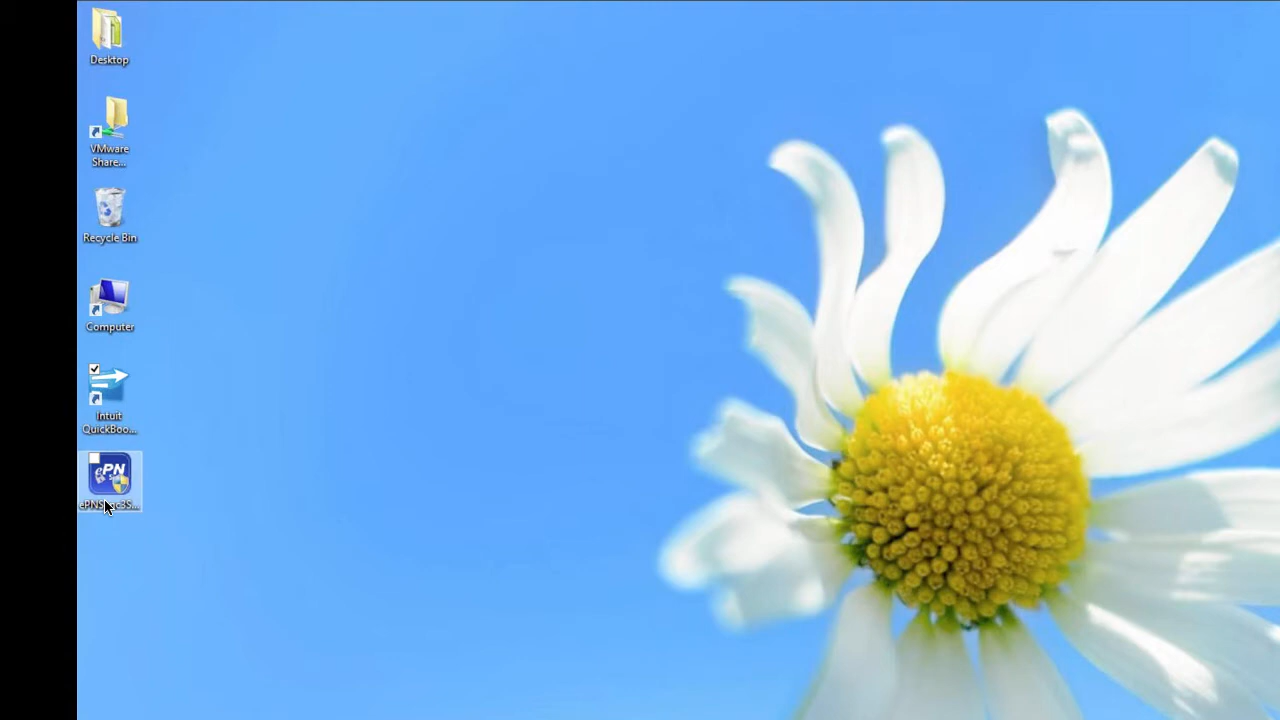 Desktop
VMware
Share...
Recycle Bin
Computer
Intuit
QuickBoo...
ePN